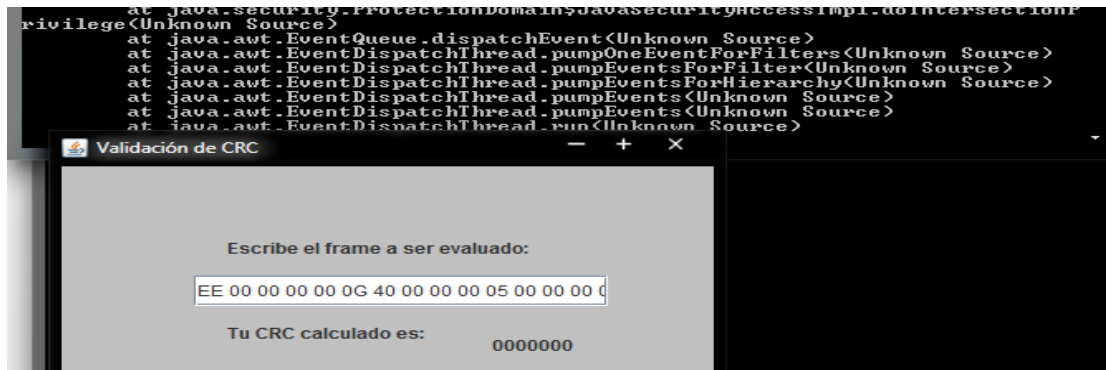 at java.security.ProtectionDomain$JavaSecurityAccessImpl.doIntersectionP
rivilege(Unknown Source)
at java.awt.EventQueue.dispatchEvent(Unknown Source)
at java.awt.EventDispatchThread.pumpOneEventForFilters(Unknown Source)
at java.awt.EventDispatchThread.pumpEventsForFilter(Unknown Source)
at java.awt.EventDispatchThread.pumpEventsForHierarchy(Unknown Source)
at java.awt.EventDispatchThread.pumpEvents(Unknown Source)
at java.awt.EventDispatchThread.pumpEvents(Unknown Source)
at java.awt.EventDispatchThread.run(Unknown Source)
Validación de CRC
Escribe el frame a ser evaluado:
EE 00 00 00 00 0G 40 00 00 00 05 00 00 00
Tu CRC calculado es:
0000000